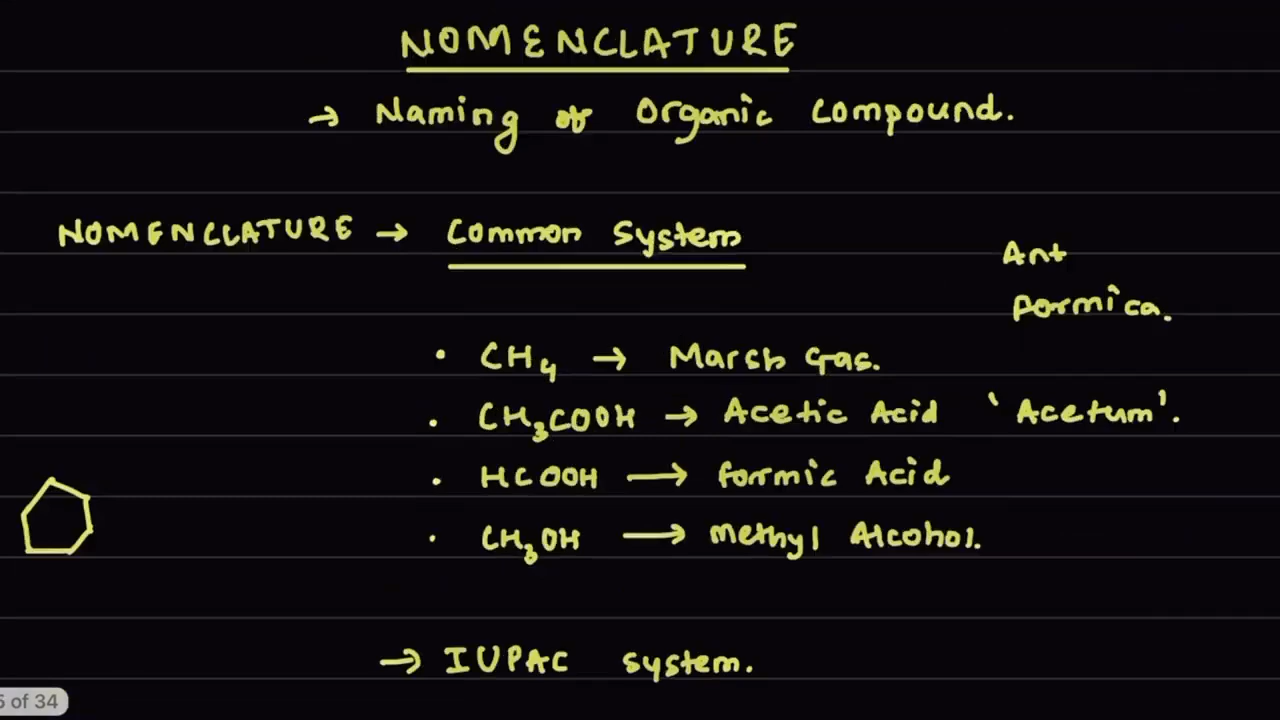 NOMENCLATURE
→ Naming of Organic Compound.
NOMENCLATURE → Common System
Ant
formica.
• CH₄ → Marsh Gas.
• CH₃COOH → Acetic Acid 'Acetum'.
• HCOOH → formic Acid
• CH₃OH → Methyl Alcohol.
→ IUPAC system.
5 of 34